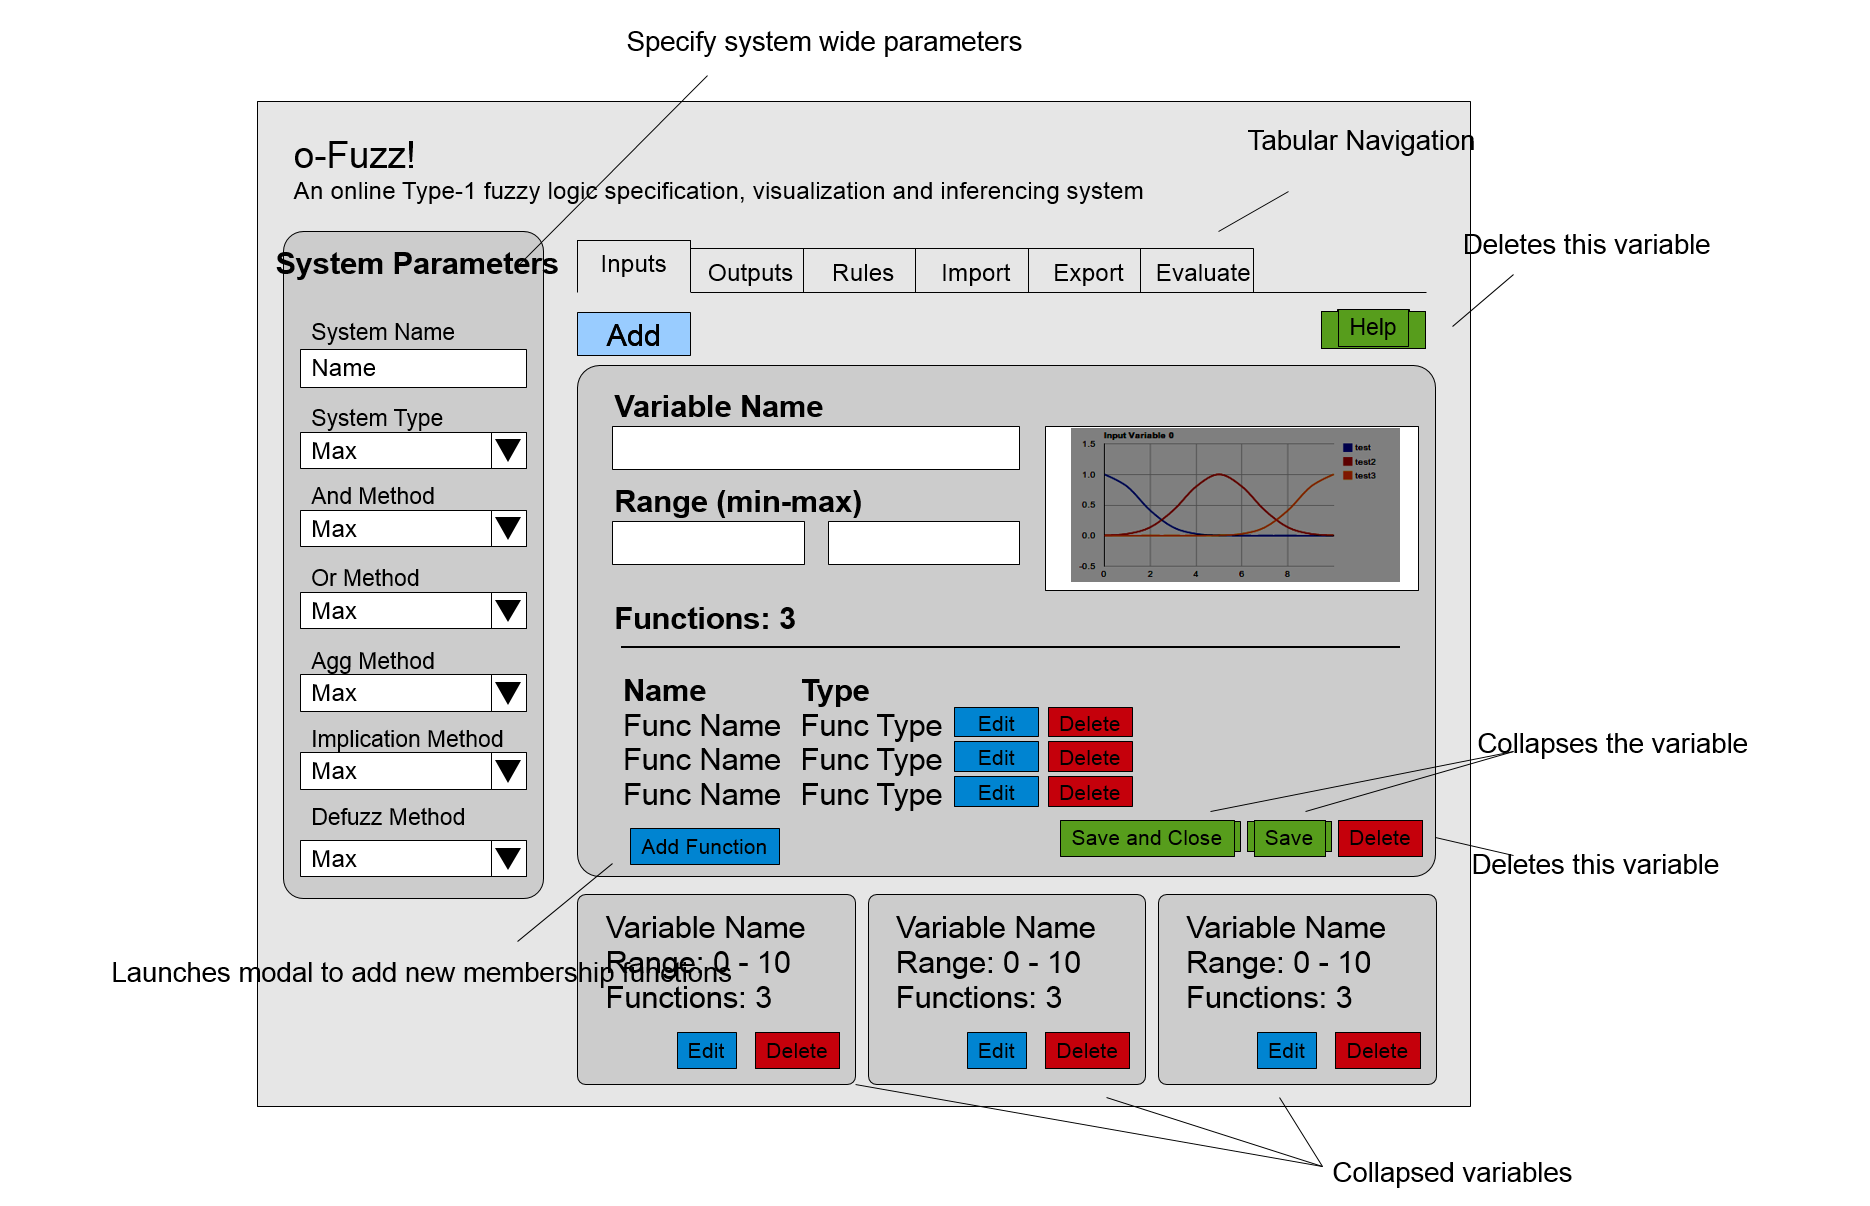 Specify system wide parameters
Tabular Navigation
o-Fuzz!
An online Type-1 fuzzy logic specification, visualization and inferencing system
Deletes this variable
System Parameters
System Name
Name
System Type
Max
And Method
Max
Or Method
Max
Agg Method
Max
Implication Method
Max
Defuzz Method
Max
Inputs
Outputs
Rules
Import
Export
Evaluate
Add
Help
Variable Name
Range (min-max)
Input Variable 0
1.5
1.0
0.5
0.0
-0.5
0 2 4 6 8
test
test2
test3
Functions: 3
Name Type
Func Name Func Type Edit Delete
Func Name Func Type Edit Delete
Func Name Func Type Edit Delete
Add Function
Save and Close
Save
Delete
Collapses the variable
Deletes this variable
Launches modal to add new membership functions
Variable Name
Range: 0 - 10
Functions: 3
Edit Delete
Variable Name
Range: 0 - 10
Functions: 3
Edit Delete
Variable Name
Range: 0 - 10
Functions: 3
Edit Delete
Collapsed variables